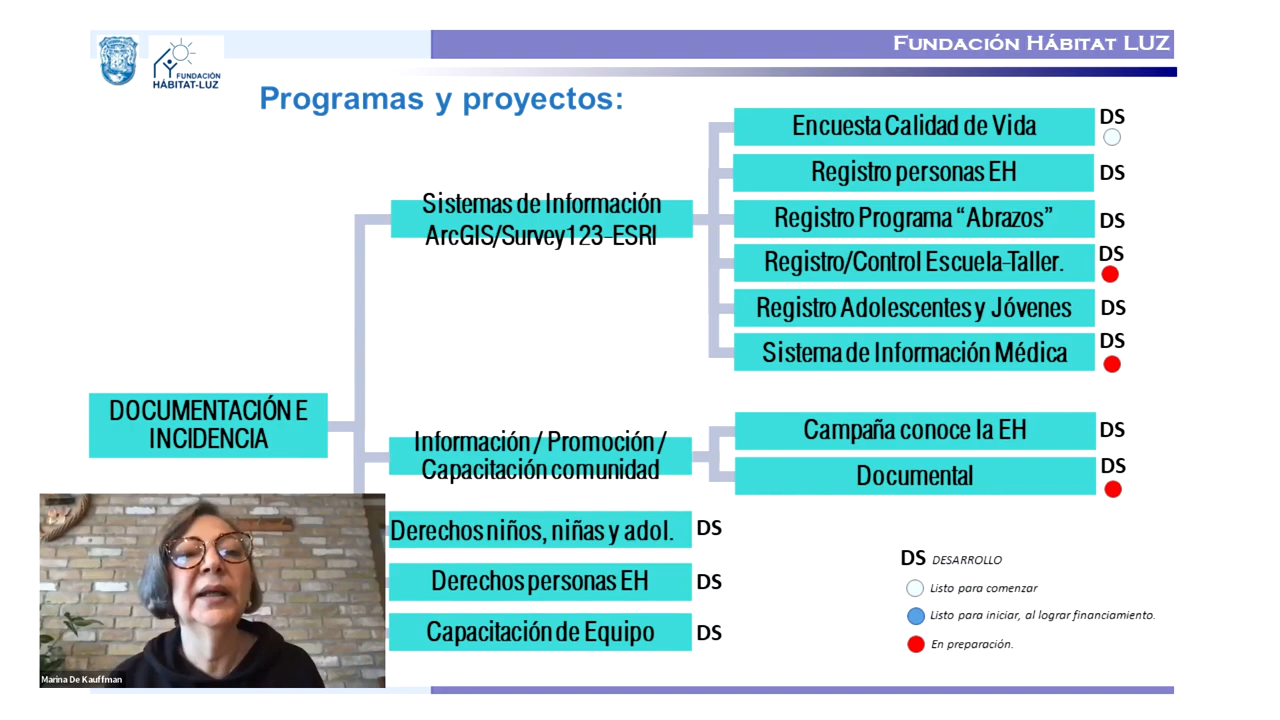 FUNDACIÓN HÁBITAT LUZ
FUNDACIÓN
HÁBITAT-LUZ
Programas y proyectos:
Encuesta Calidad de Vida
DS
Registro personas EH
DS
Sistemas de Información
ArcGIS/Survey123-ESRI
Registro Programa “Abrazos”
DS
Registro/Control Escuela-Taller.
DS
Registro Adolescentes y Jóvenes
DS
Sistema de Información Médica
DS
DOCUMENTACIÓN E
INCIDENCIA
Información / Promoción /
Capacitación comunidad
Campaña conoce la EH
DS
Documental
DS
Derechos niños, niñas y adol.
DS
Derechos personas EH
DS
Capacitación de Equipo
DS
DS DESARROLLO
Listo para comenzar
Listo para iniciar, al lograr financiamiento.
En preparación.
Marina De Kauffman